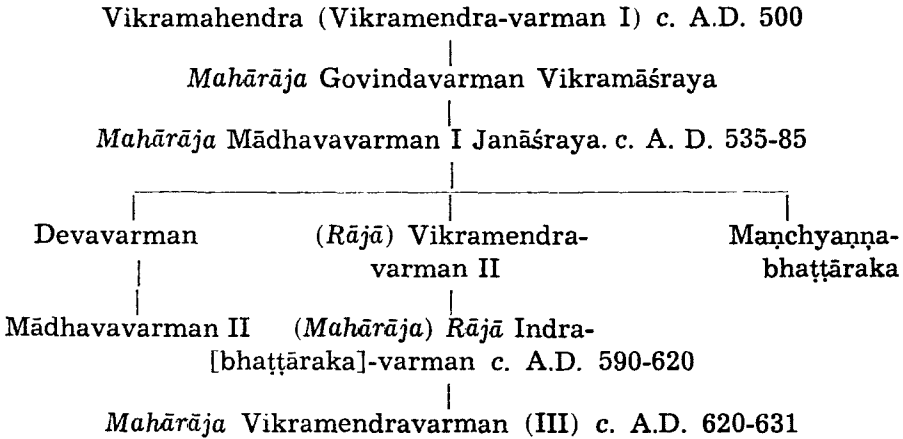 Vikramahendra (Vikramendra-varman I) c. A.D. 500
Mahārāja Govindavarman Vikramāśraya
Mahārāja Mādhavavarman I Janāśraya. c. A. D. 535-85
Devavarman (Rājā) Vikramendra- Maṇchyaṇṇa-
varman II bhaṭṭāraka
Mādhavavarman II (Mahārāja) Rājā Indra-
[bhaṭṭāraka]-varman c. A.D. 590-620
Mahārāja Vikramendravarman (III) c. A.D. 620-631